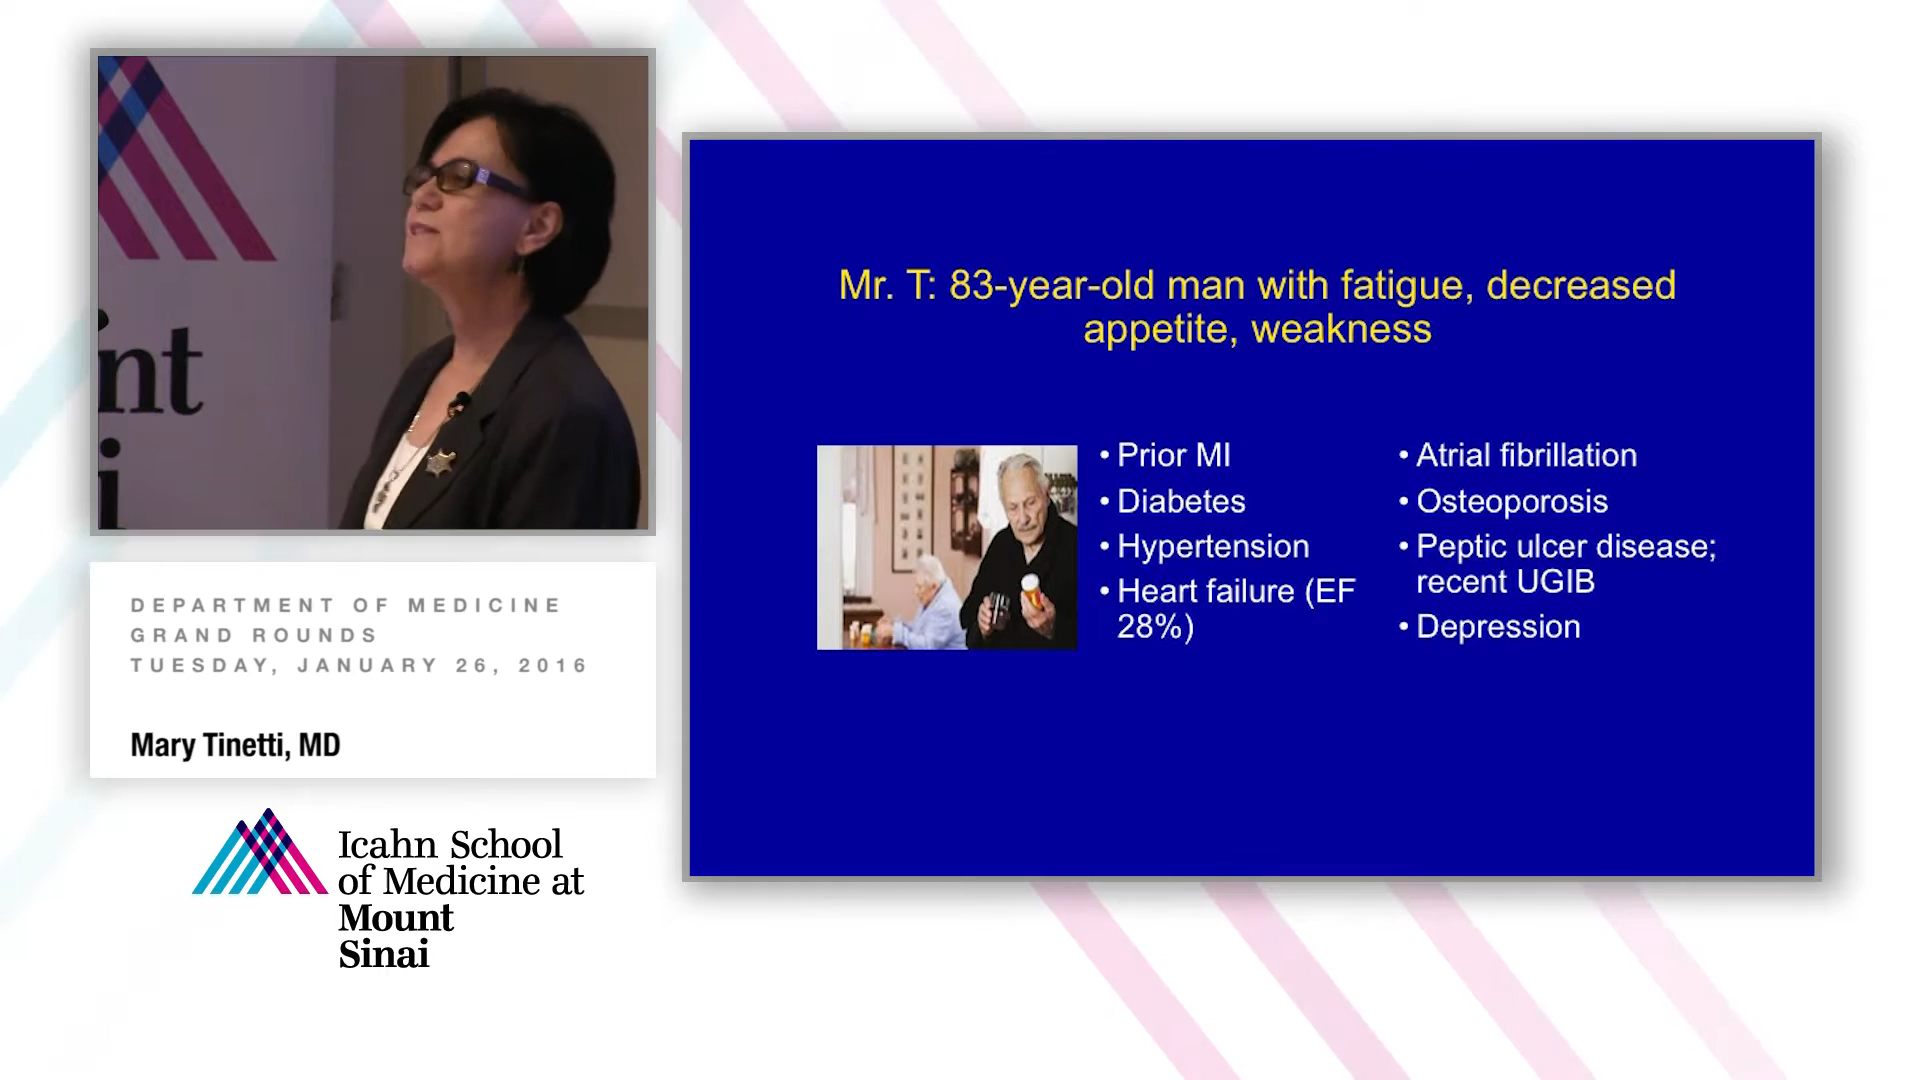 nt
i
DEPARTMENT OF MEDICINE
GRAND ROUNDS
TUESDAY, JANUARY 26, 2016
Mary Tinetti, MD
Icahn School
of Medicine at
Mount
Sinai
Mr. T: 83-year-old man with fatigue, decreased
appetite, weakness
• Prior MI
• Diabetes
• Hypertension
• Heart failure (EF
28%)
• Atrial fibrillation
• Osteoporosis
• Peptic ulcer disease;
recent UGIB
• Depression